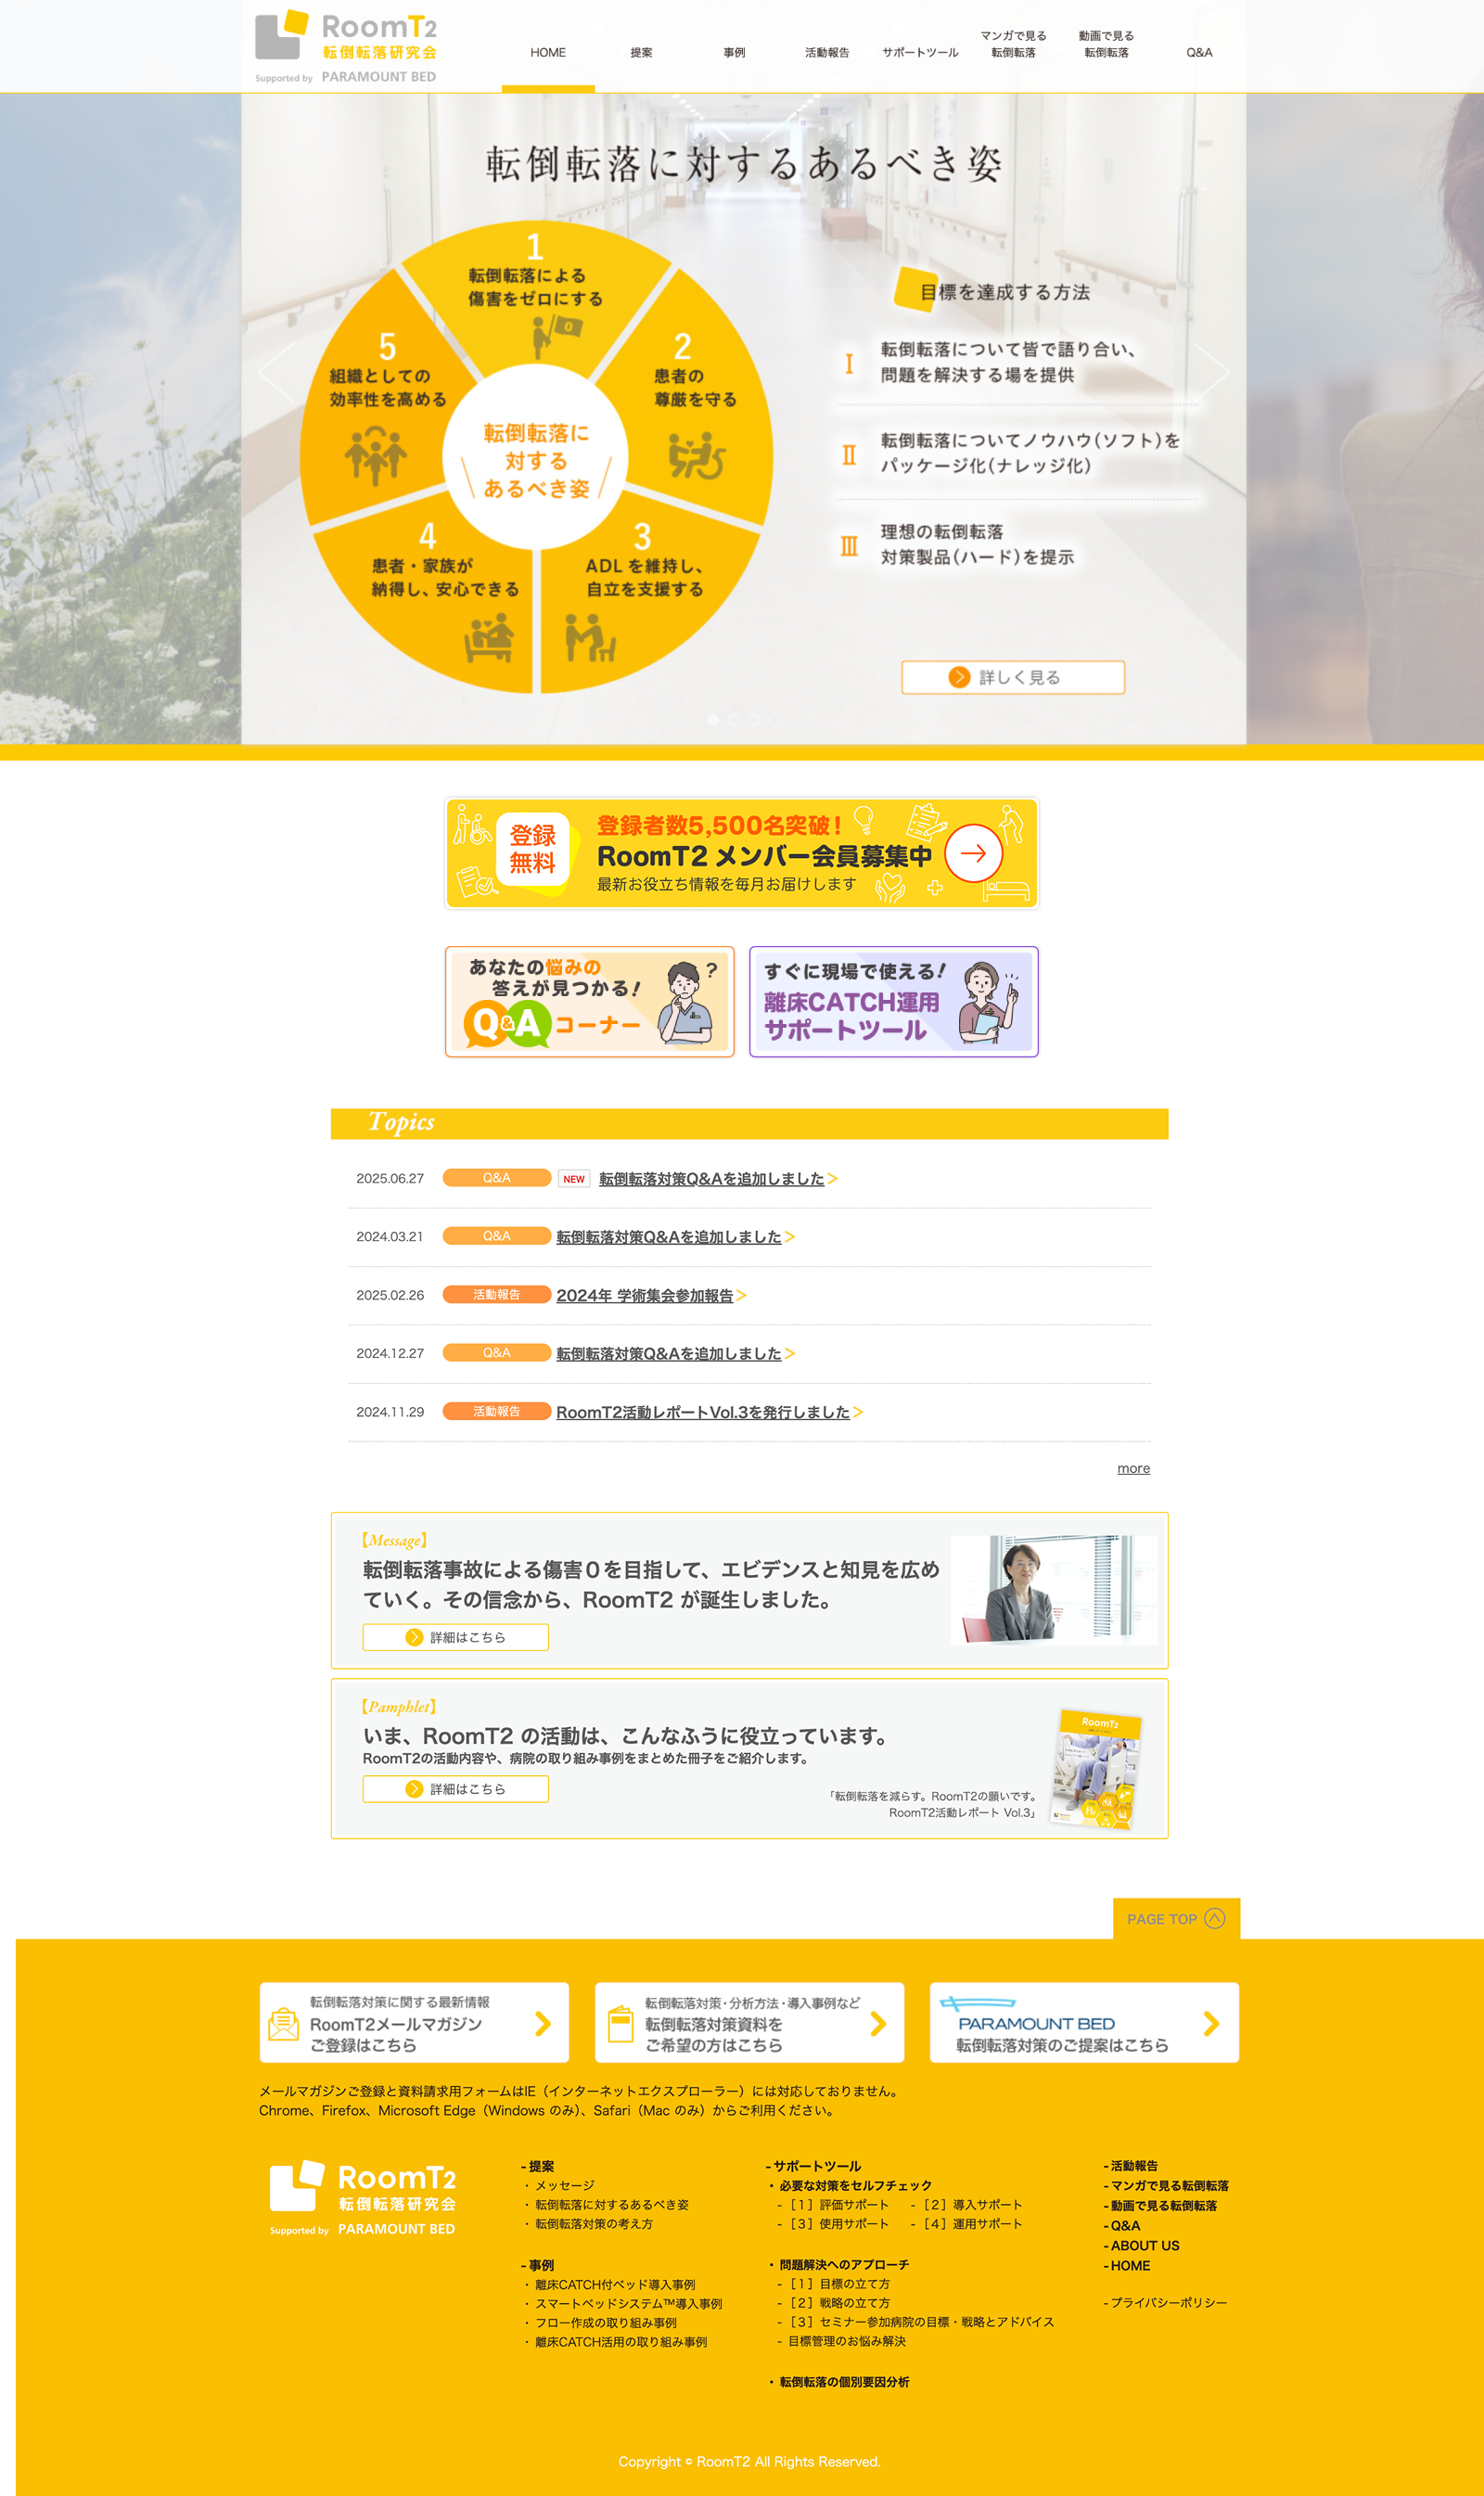 RoomT2
転倒転落研究会
Supported by PARAMOUNT BED
HOME
提案
事例
活動報告
サポートツール
マンガで見る
転倒転落
動画で見る
転倒転落
Q&A
転倒転落に対するあるべき姿
1
転倒転落による
傷害をゼロにする
0
2
患者の
尊厳を守る
3
ADL を維持し、
自立を支援する
4
患者・家族が
納得し、安心できる
5
組織としての
効率性を高める
転倒転落に
対する
あるべき姿
目標を達成する方法
I
転倒転落について皆で語り合い、
問題を解決する場を提供
II
転倒転落についてノウハウ(ソフト)を
パッケージ化(ナレッジ化)
III
理想の転倒転落
対策製品(ハード)を提示
詳しく見る
登録
無料
登録者数5,500名突破!
RoomT2 メンバー会員募集中
最新お役立ち情報を毎月お届けします
あなたの悩みの
答えが見つかる!
Q&Aコーナー
?
すぐに現場で使える!
離床CATCH運用
サポートツール
Topics
2025.06.27 Q&A NEW 転倒転落対策Q&Aを追加しました
2024.03.21 Q&A 転倒転落対策Q&Aを追加しました
2025.02.26 活動報告 2024年 学術集会参加報告
2024.12.27 Q&A 転倒転落対策Q&Aを追加しました
2024.11.29 活動報告 RoomT2活動レポートVol.3を発行しました
more
【Message】
転倒転落事故による傷害０を目指して、エビデンスと知見を広め
ていく。その信念から、RoomT2 が誕生しました。
詳細はこちら
【Pamphlet】
いま、RoomT2 の活動は、こんなふうに役立っています。
RoomT2の活動内容や、病院の取り組み事例をまとめた冊子をご紹介します。
詳細はこちら
「転倒転落を減らす。RoomT2の願いです。
RoomT2活動レポート Vol.3」
RoomT2
PAGE TOP
転倒転落対策に関する最新情報
RoomT2メールマガジン
ご登録はこちら
転倒転落対策・分析方法・導入事例など
転倒転落対策資料を
ご希望の方はこちら
PARAMOUNT BED
転倒転落対策のご提案はこちら
メールマガジンご登録と資料請求用フォームはIE（インターネットエクスプローラー）には対応しておりません。
Chrome、Firefox、Microsoft Edge（Windows のみ）、Safari（Mac のみ）からご利用ください。
RoomT2
転倒転落研究会
Supported by PARAMOUNT BED
- 提案
・ メッセージ
・ 転倒転落に対するあるべき姿
・ 転倒転落対策の考え方
- 事例
・ 離床CATCH付ベッド導入事例
・ スマートベッドシステム™導入事例
・ フロー作成の取り組み事例
・ 離床CATCH活用の取り組み事例
- サポートツール
・ 必要な対策をセルフチェック
- ［１］評価サポート - ［２］導入サポート
- ［３］使用サポート - ［４］運用サポート
・ 問題解決へのアプローチ
- ［１］目標の立て方
- ［２］戦略の立て方
- ［３］セミナー参加病院の目標・戦略とアドバイス
- 目標管理のお悩み解決
・ 転倒転落の個別要因分析
- 活動報告
- マンガで見る転倒転落
- 動画で見る転倒転落
- Q&A
- ABOUT US
- HOME
- プライバシーポリシー
Copyright © RoomT2 All Rights Reserved.